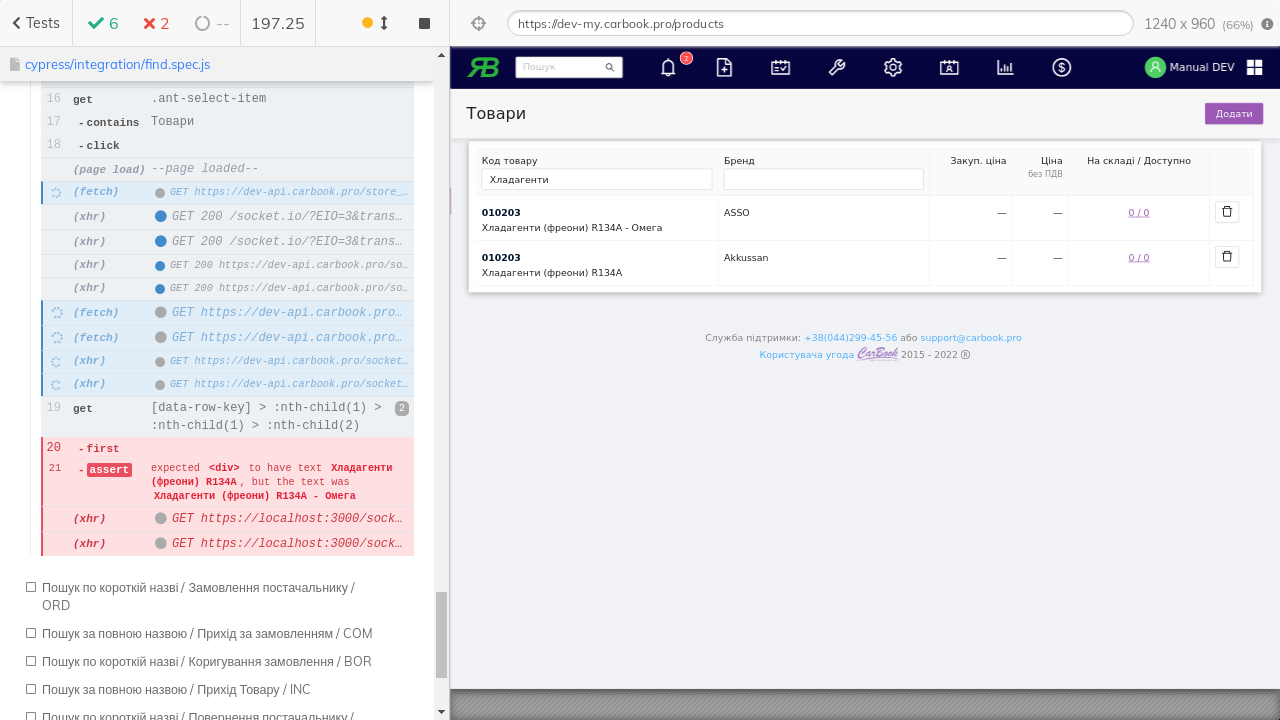 Tests
6
2
--
197.25
https://dev-my.carbook.pro/products
1240 x 960 (66%)
cypress/integration/find.spec.js
16 get .ant-select-item
17 - contains Товари
18 - click
(page load) --page loaded--
(fetch) GET https://dev-api.carbook.pro/store_…
(xhr) GET 200 /socket.io/?EIO=3&trans…
(xhr) GET 200 /socket.io/?EIO=3&trans…
(xhr) GET 200 https://dev-api.carbook.pro/so…
(xhr) GET 200 https://dev-api.carbook.pro/so…
(fetch) GET https://dev-api.carbook.pro…
(fetch) GET https://dev-api.carbook.pro…
(xhr) GET https://dev-api.carbook.pro/socket…
(xhr) GET https://dev-api.carbook.pro/socket…
19 get [data-row-key] > :nth-child(1) > 2
:nth-child(1) > :nth-child(2)
20 - first
21 - assert expected <div> to have text Хладагенти
(фреони) R134A , but the text was
Хладагенти (фреони) R134A - Омега
(xhr) GET https://localhost:3000/sock…
(xhr) GET https://localhost:3000/sock…
Пошук по короткій назві / Замовлення постачальнику /
ORD
Пошук за повною назвою / Прихід за замовленням / COM
Пошук по короткій назві / Коригування замовлення / BOR
Пошук за повною назвою / Прихід Товару / INC
Пошук по короткій назві / Повернення постачальнику /
Пошук
2
Manual DEV
Товари
Додати
Код товару Бренд Закуп. ціна Ціна На складі / Доступно
без ПДВ
Хладагенти
010203 ASSO — — 0 / 0
Хладагенти (фреони) R134A - Омега
010203 Akkussan — — 0 / 0
Хладагенти (фреони) R134A
Служба підтримки: +38(044)299-45-56 або support@carbook.pro
Користувача угода CarBook 2015 - 2022 ®